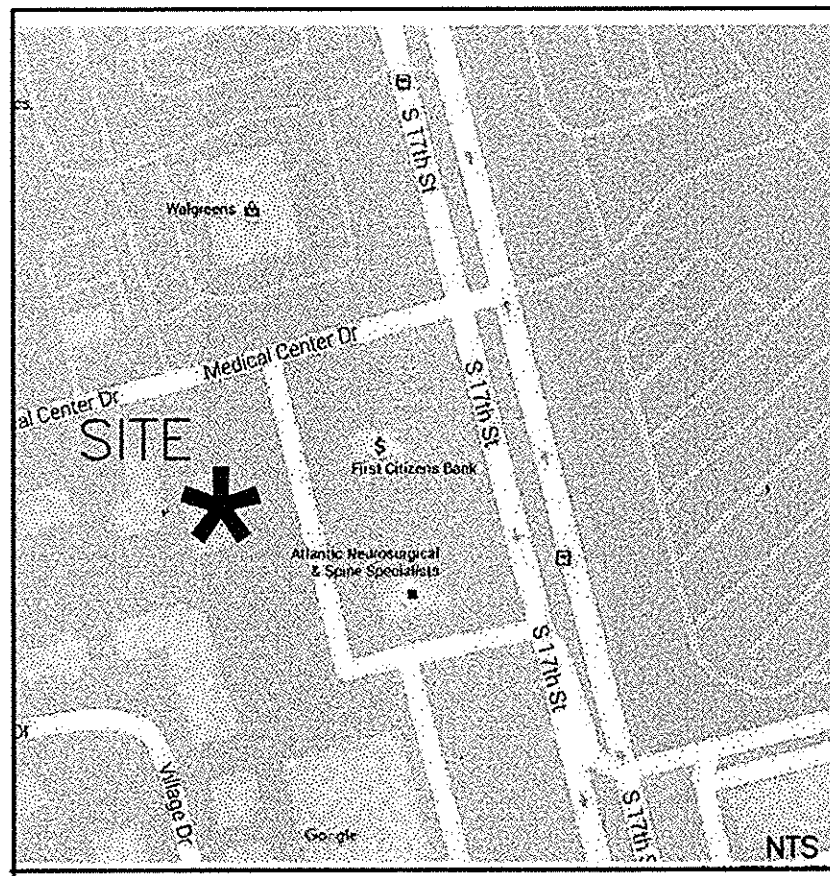 S 17th St
Walgreens
Medical Center Dr
al Center Dr
SITE
S 17th St
$
First Citizens Bank
Atlantic Neurosurgical
& Spine Specialists
S 17th St
Village Dr
Google
S 17th S
NTS